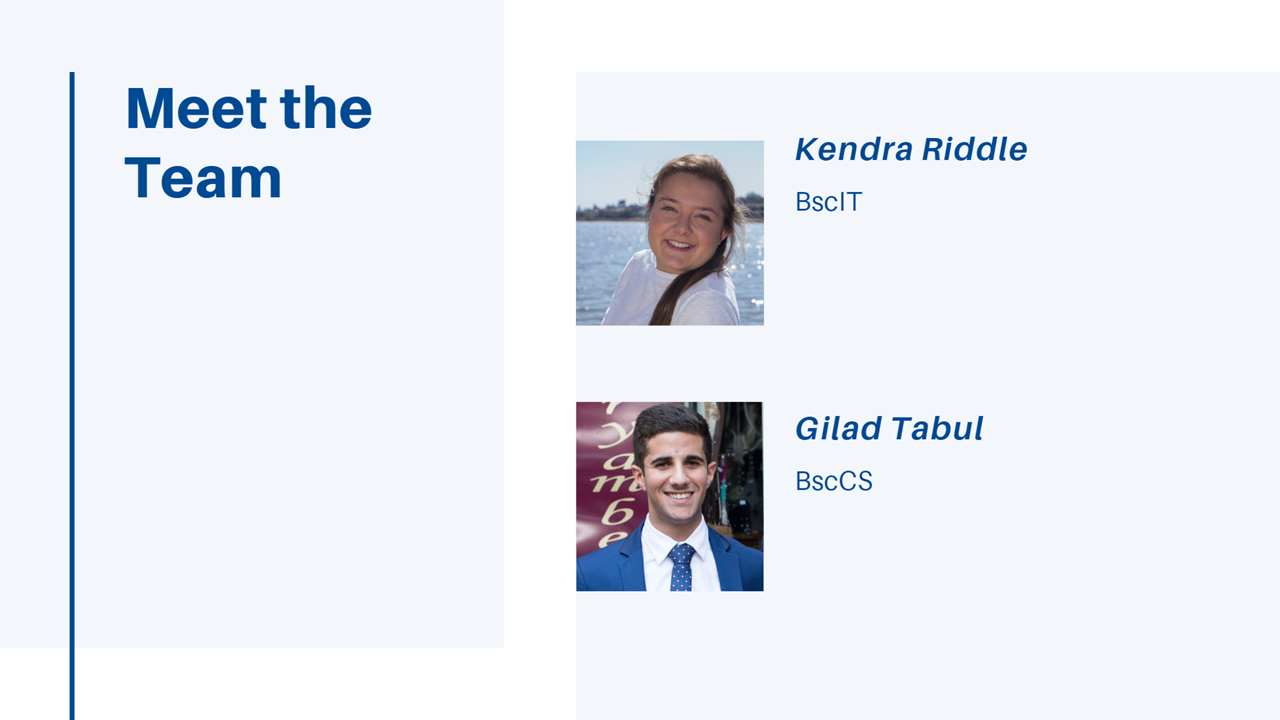 Meet the
Team
Kendra Riddle
BscIT
Gilad Tabul
BscCS